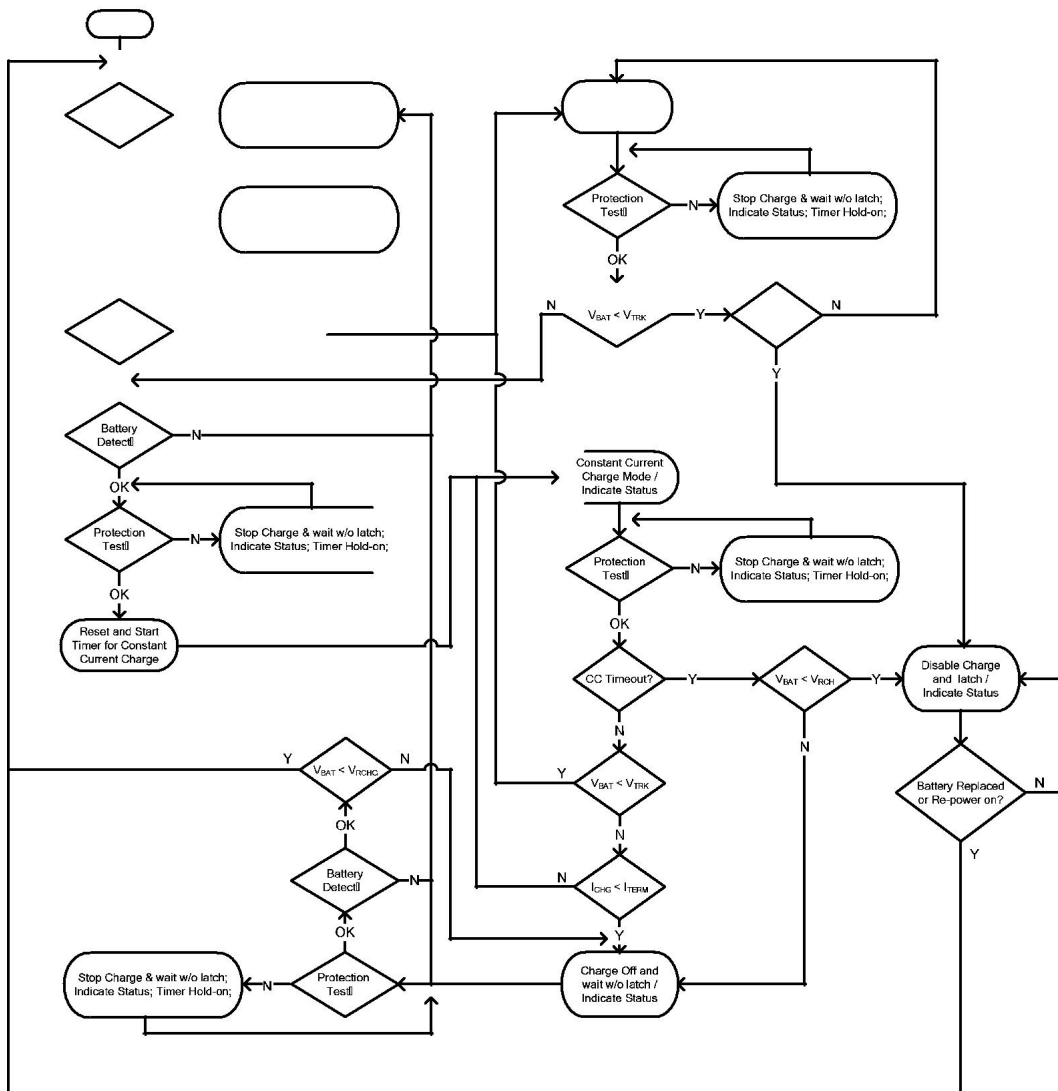 Protection
Test
N
Stop Charge & wait w/o latch;
Indicate Status; Timer Hold-on;
OK
N
VBAT < VTRK
Y
N
Y
Battery
Detect
N
OK
Protection
Test
N
Stop Charge & wait w/o latch;
Indicate Status; Timer Hold-on;
OK
Reset and Start
Timer for Constant
Current Charge
Constant Current
Charge Mode /
Indicate Status
Protection
Test
N
Stop Charge & wait w/o latch;
Indicate Status; Timer Hold-on;
OK
CC Timeout?
Y
VBAT < VRCH
Y
Disable Charge
and latch /
Indicate Status
N
N
Y
VBAT < VRCHG
N
Y
VBAT < VTRK
Battery Replaced
or Re-power on?
N
Y
OK
N
Battery
Detect
N
N
ICHG < ITERM
Y
OK
Stop Charge & wait w/o latch;
Indicate Status; Timer Hold-on;
N
Protection
Test
Charge Off and
wait w/o latch /
Indicate Status